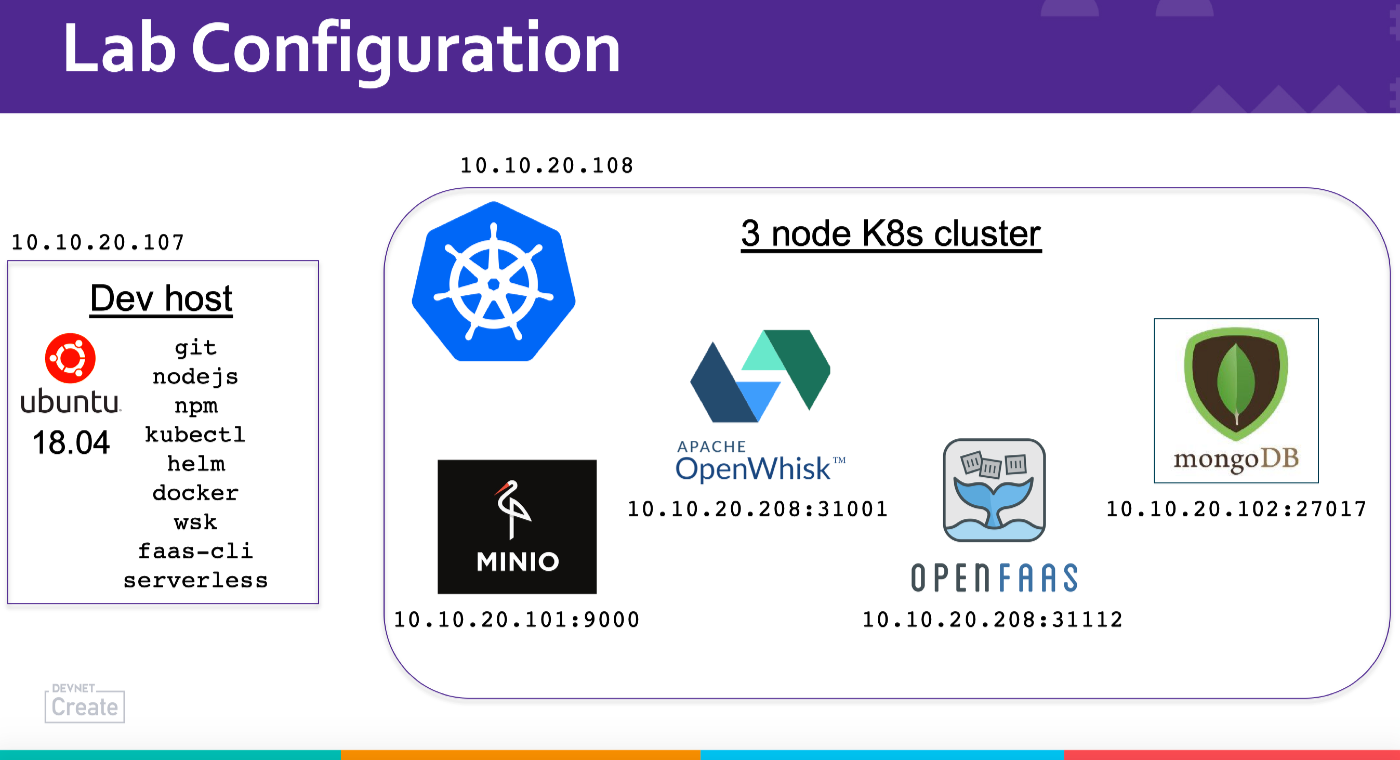 Lab Configuration
10.10.20.108
10.10.20.107
3 node K8s cluster
Dev host
ubuntu
18.04
git
nodejs
npm
kubectl
helm
docker
wsk
faas-cli
serverless
APACHE
OpenWhisk™
10.10.20.208:31001
MINIO
10.10.20.101:9000
OPENFAAS
10.10.20.208:31112
mongoDB
10.10.20.102:27017
DEVNET
Create